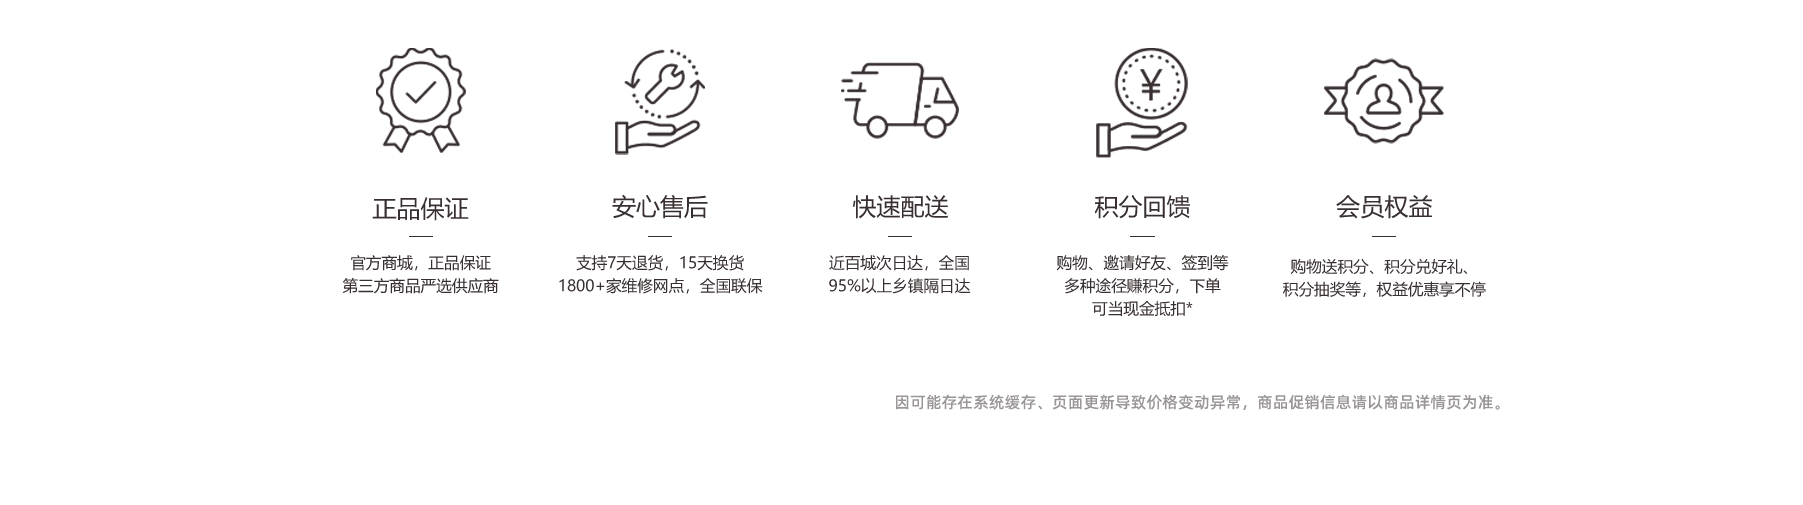 正品保证
官方商城，正品保证
第三方商品严选供应商
安心售后
支持7天退货，15天换货
1800+家维修网点，全国联保
快速配送
近百城次日达，全国
95%以上乡镇隔日达
¥
积分回馈
购物、邀请好友、签到等
多种途径赚积分，下单
可当现金抵扣*
会员权益
购物送积分、积分兑好礼、
积分抽奖等，权益优惠享不停
因可能存在系统缓存、页面更新导致价格变动异常，商品促销信息请以商品详情页为准。